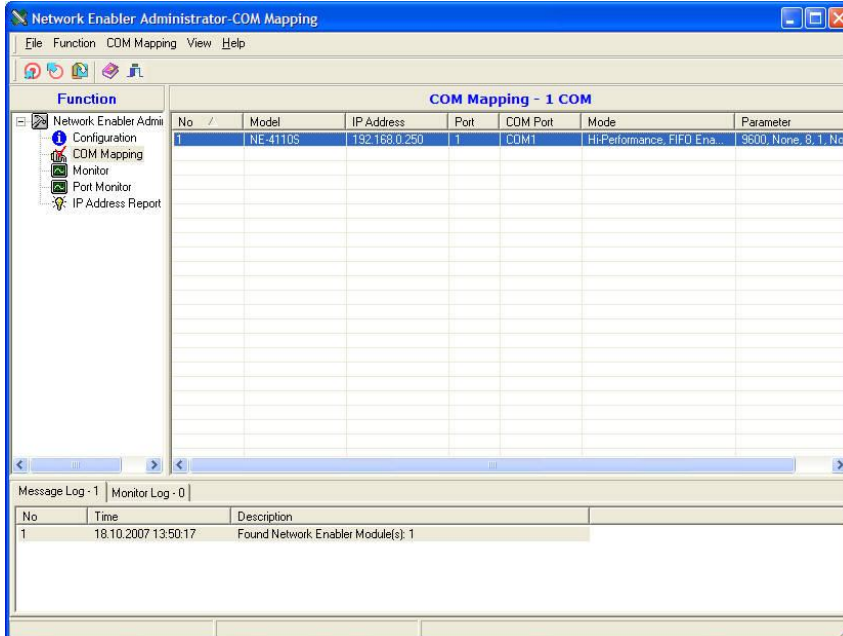 Network Enabler Administrator-COM Mapping
File Function COM Mapping View Help
Function
COM Mapping - 1 COM
Network Enabler Admi
Configuration
COM Mapping
Monitor
Port Monitor
IP Address Report
No Model IP Address Port COM Port Mode Parameter
1 NE-4110S 192.168.0.250 1 COM1 Hi-Performance, FIFO Ena... 9600, None, 8, 1, No
Message Log - 1 Monitor Log - 0
No Time Description
1 18.10.2007 13:50:17 Found Network Enabler Module(s): 1